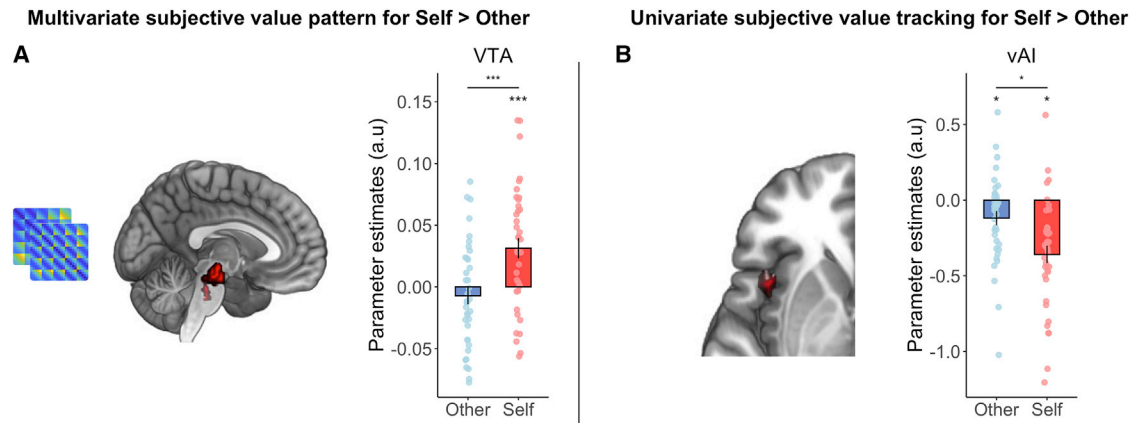 Multivariate subjective value pattern for Self > Other
Univariate subjective value tracking for Self > Other
A
VTA
***
***
Parameter estimates (a.u)
0.15
0.10
0.05
0.00
-0.05
Other Self
B
vAI
*
* *
Parameter estimates (a.u)
0.5
0.0
-0.5
-1.0
Other Self